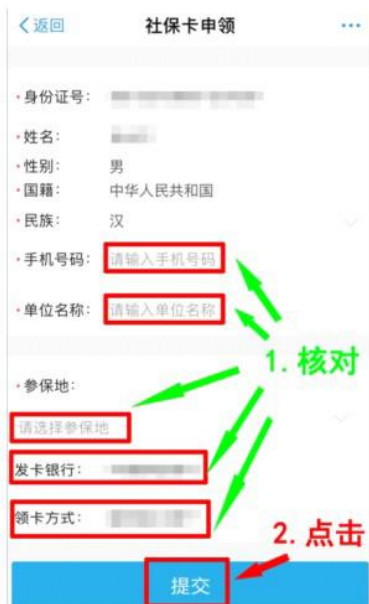 返回 社保卡申领 •••
•身份证号:
•姓名:
•性别: 男
•国籍: 中华人民共和国
•民族: 汉
•手机号码: 请输入手机号码
•单位名称: 请输入单位名称
1. 核对
•参保地:
请选择参保地
发卡银行:
领卡方式:
2. 点击
提交